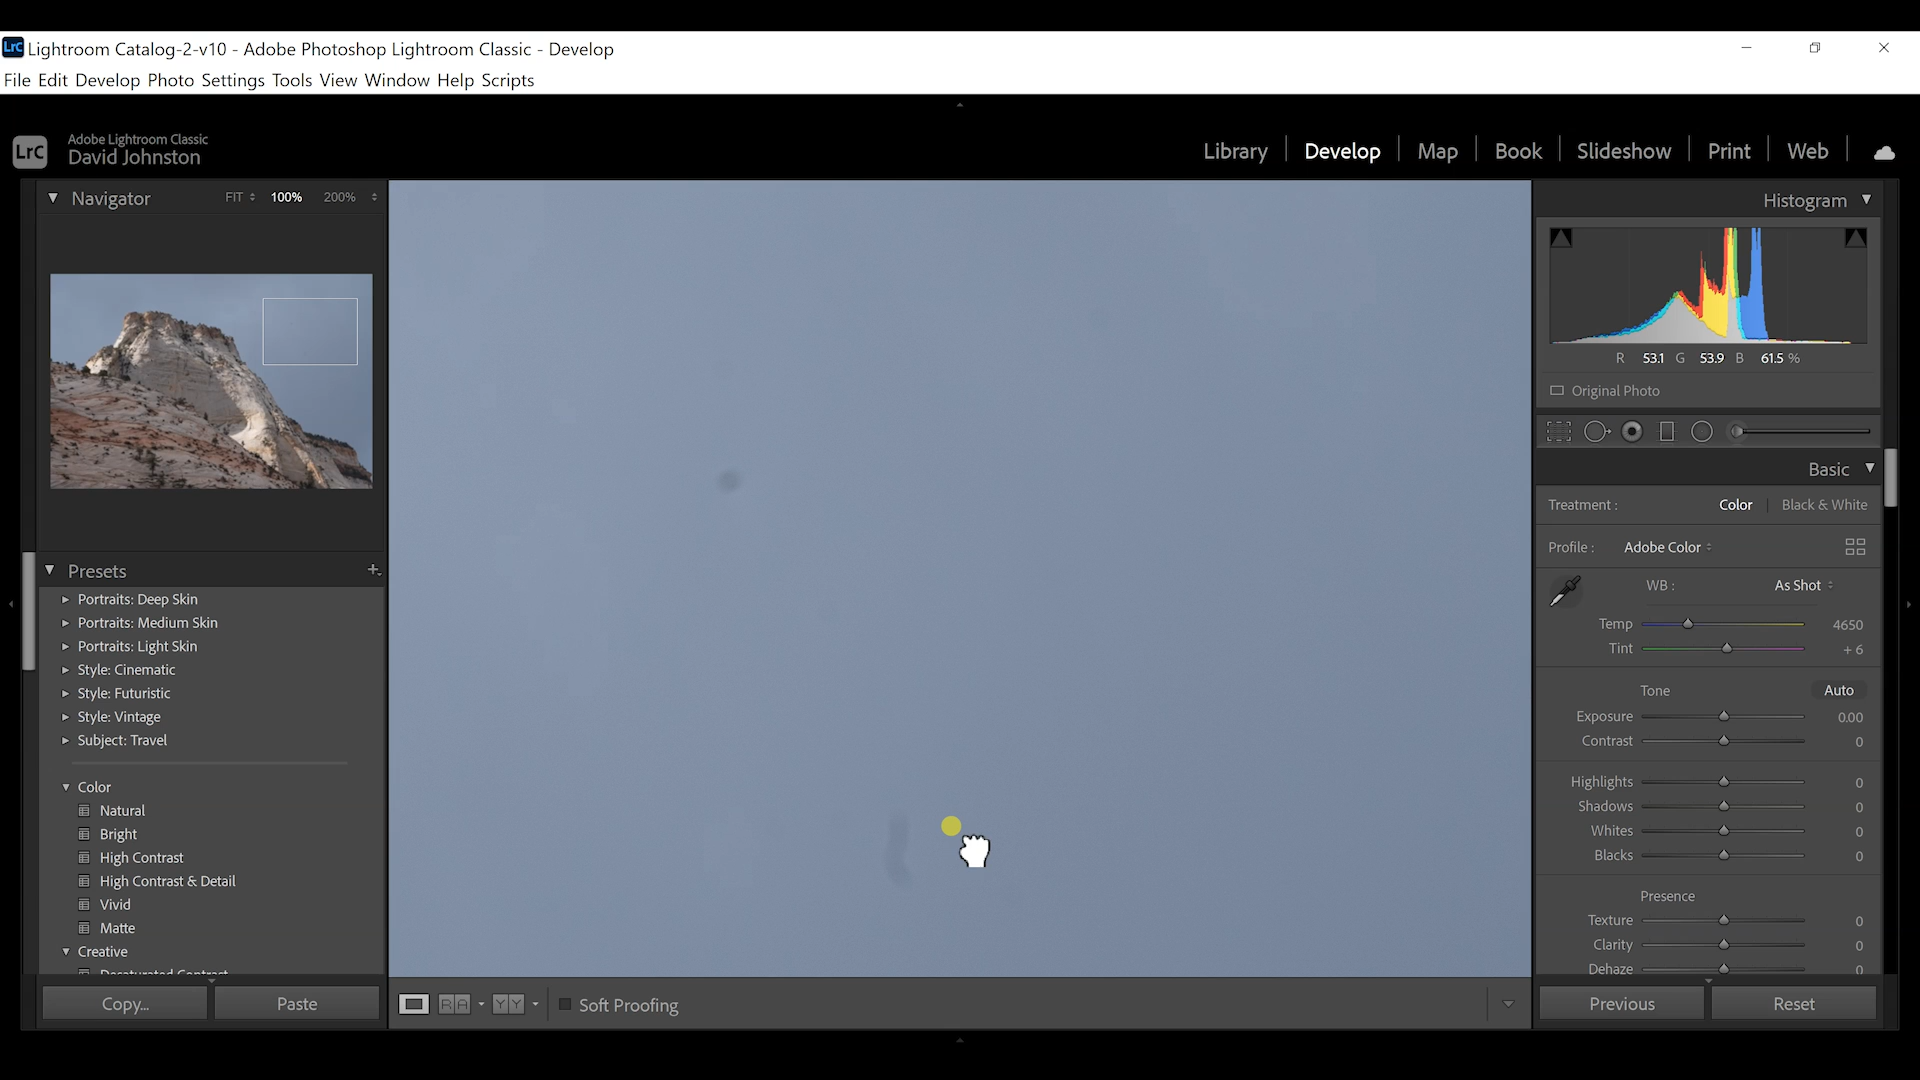 LrC Lightroom Catalog-2-v10 - Adobe Photoshop Lightroom Classic - Develop
File Edit Develop Photo Settings Tools View Window Help Scripts
LrC
Adobe Lightroom Classic
David Johnston
Library Develop Map Book Slideshow Print Web
Navigator FIT 100% 200%
Presets
Portraits: Deep Skin
Portraits: Medium Skin
Portraits: Light Skin
Style: Cinematic
Style: Futuristic
Style: Vintage
Subject: Travel
Color
Natural
Bright
High Contrast
High Contrast & Detail
Vivid
Matte
Creative
Desaturated Contrast
Copy... Paste
R A Y Y Soft Proofing
Histogram
R 53.1 G 53.9 B 61.5 %
Original Photo
Basic
Treatment : Color Black & White
Profile : Adobe Color
WB : As Shot
Temp 4650
Tint + 6
Tone Auto
Exposure 0.00
Contrast 0
Highlights 0
Shadows 0
Whites 0
Blacks 0
Presence
Texture 0
Clarity 0
Dehaze 0
Previous Reset